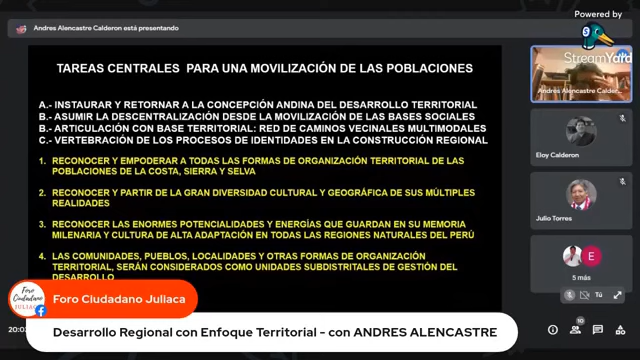 Powered by
StreamYard
Andres Alencastre Calderon está presentando
TAREAS CENTRALES PARA UNA MOVILIZACIÓN DE LAS POBLACIONES
A.- INSTAURAR Y RETORNAR A LA CONCEPCIÓN ANDINA DEL DESARROLLO TERRITORIAL
B.- ASUMIR LA DESCENTRALIZACIÓN DESDE LA MOVILIZACIÓN DE LAS BASES SOCIALES
B.- ARTICULACIÓN CON BASE TERRITORIAL: RED DE CAMINOS VECINALES MULTIMODALES
C.- VERTEBRACIÓN DE LOS PROCESOS DE IDENTIDADES EN LA CONSTRUCCIÓN REGIONAL
1. RECONOCER Y EMPODERAR A TODAS LAS FORMAS DE ORGANIZACIÓN TERRITORIAL DE LAS
POBLACIONES DE LA COSTA, SIERRA Y SELVA
2. RECONOCER Y PARTIR DE LA GRAN DIVERSIDAD CULTURAL Y GEOGRÁFICA DE SUS MÚLTIPLES
REALIDADES
3. RECONOCER LAS ENORMES POTENCIALIDADES Y ENERGÍAS QUE GUARDAN EN SU MEMORIA
MILENARIA Y CULTURA DE ALTA ADAPTACIÓN EN TODAS LAS REGIONES NATURALES DEL PERÚ
4. LAS COMUNIDADES, PUEBLOS, LOCALIDADES Y OTRAS FORMAS DE ORGANIZACIÓN
TERRITORIAL, SERÁN CONSIDERADOS COMO UNIDADES SUBDISTRITALES DE GESTIÓN DEL
DESARROLLO
Andrés Alencastre Calder...
Eloy Calderon
Julio Torres
E
5 más
Tú
Foro
Ciudadano
JULIACA
Foro Ciudadano Juliaca
Desarrollo Regional con Enfoque Territorial - con ANDRES ALENCASTRE
10